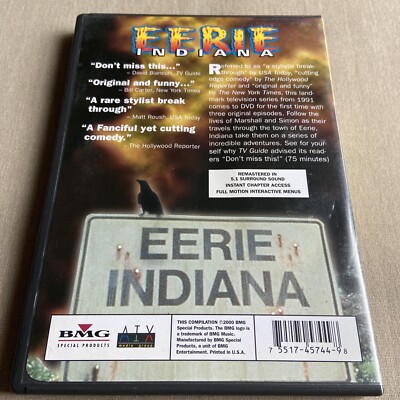 EERIE
INDIANA
“Don't miss this...”
- David Bianculli, TV Guide
“Original and funny...”
- Bill Carter, New York Times
“A rare stylist break
through”
- Matt Roush, USA Today
“A Fanciful yet cutting
comedy.”
- The Hollywood Reporter
Referred to as "a stylistic break-
through" by USA Today, "cutting
edge comedy" by The Hollywood
Reporter and "original and funny"
by The New York Times, this land-
mark television series from 1991
comes to DVD for the first time with
three original episodes. Follow the
lives of Marshall and Simon as their
travels through the town of Eerie,
Indiana take them on a series of
incredible adventures. See for your-
self why TV Guide advised its read-
ers "Don't miss this!" (75 minutes)
REMASTERED IN
5.1 SURROUND SOUND
INSTANT CHAPTER ACCESS
FULL MOTION INTERACTIVE MENUS
EERIE
INDIANA
BMG
SPECIAL PRODUCTS
media group
THIS COMPILATION ©2000 BMG
Special Products. The BMG logo is
a trademark of BMG Music.
Manufactured by BMG Special
Products, a unit of BMG
Entertainment. Printed in U.S.A.
7 55174 5744-9 8